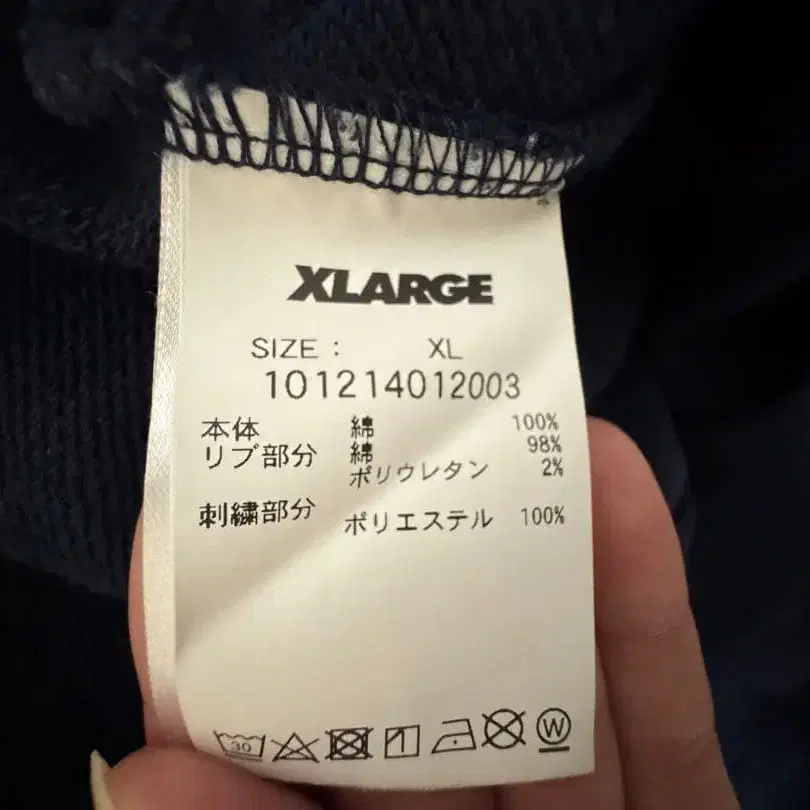 XLARGE
SIZE : XL
101214012003
本体 綿 100%
リブ部分 綿 98%
ポリウレタン 2%
刺繍部分 ポリエステル 100%
30 W